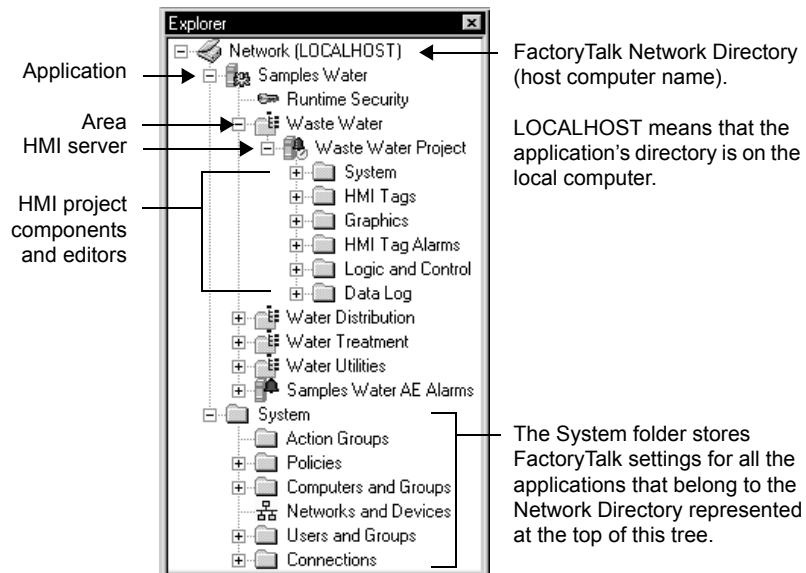 Explorer
Network (LOCALHOST)
Samples Water
Runtime Security
Waste Water
Waste Water Project
System
HMI Tags
Graphics
HMI Tag Alarms
Logic and Control
Data Log
Water Distribution
Water Treatment
Water Utilities
Samples Water AE Alarms
System
Action Groups
Policies
Computers and Groups
Networks and Devices
Users and Groups
Connections
Application
Area
HMI server
HMI project
components
and editors
FactoryTalk Network Directory
(host computer name).
LOCALHOST means that the
application’s directory is on the
local computer.
The System folder stores
FactoryTalk settings for all the
applications that belong to the
Network Directory represented
at the top of this tree.